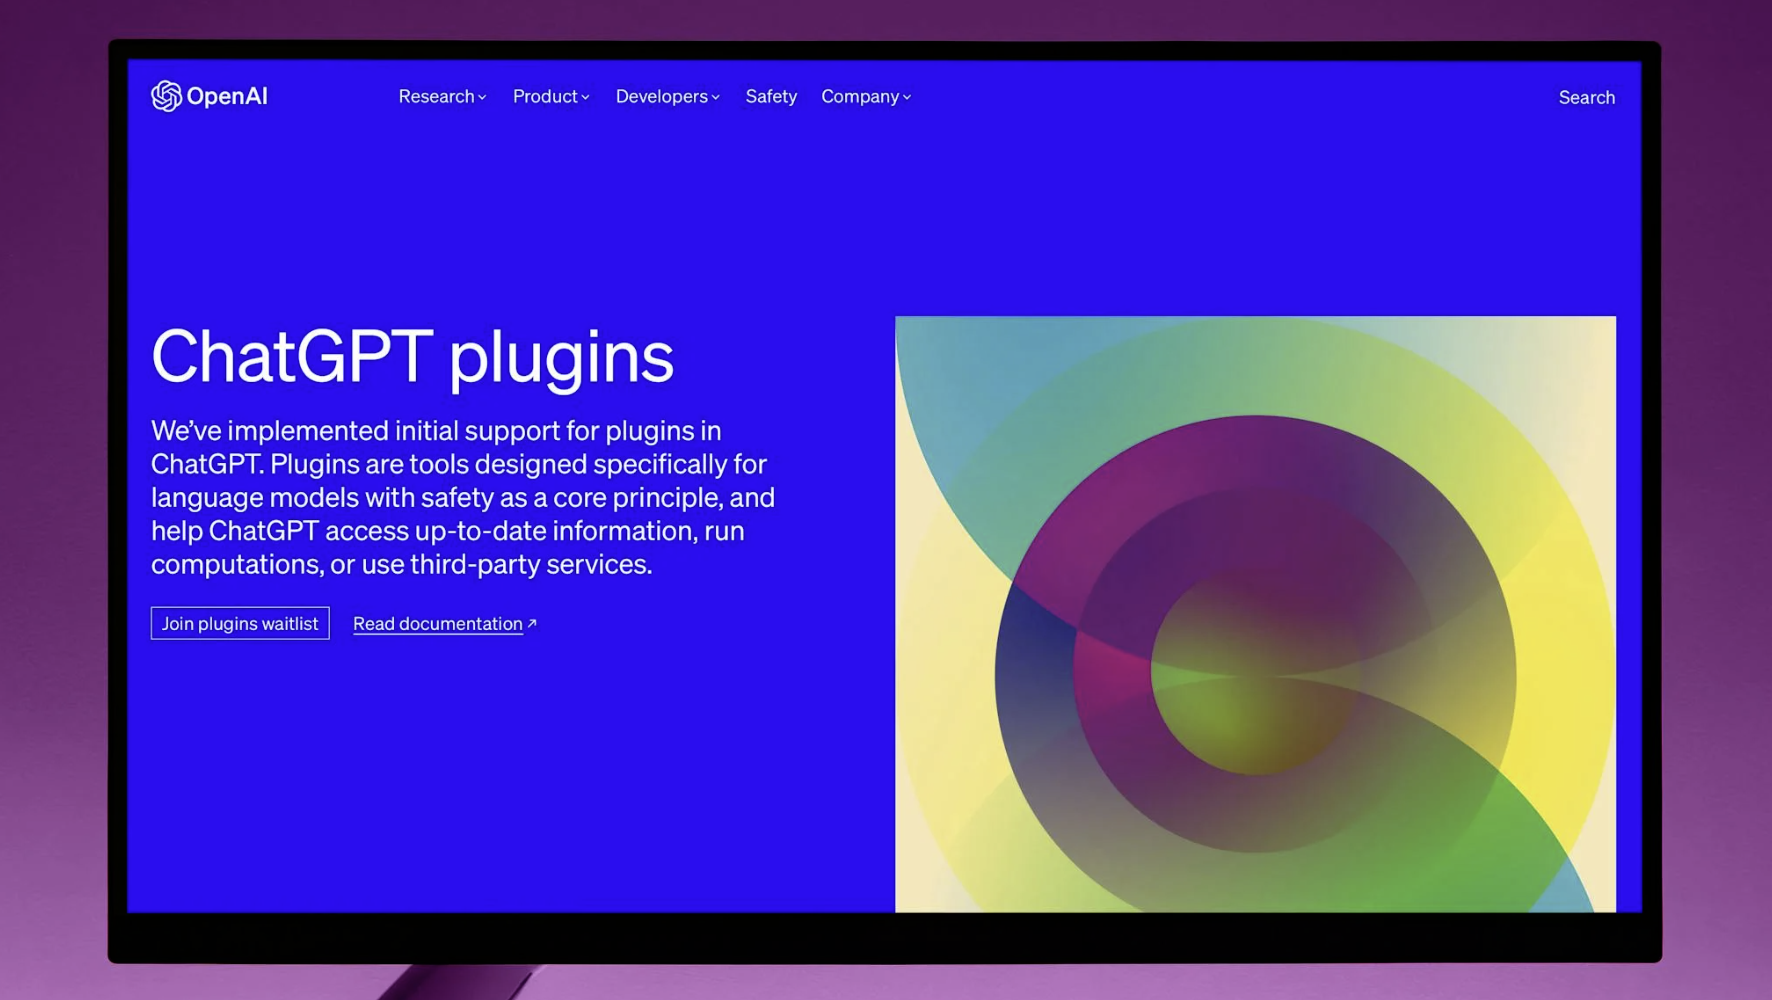 OpenAI
Research
Product
Developers
Safety
Company
Search
ChatGPT plugins
We’ve implemented initial support for plugins in
ChatGPT. Plugins are tools designed specifically for
language models with safety as a core principle, and
help ChatGPT access up-to-date information, run
computations, or use third-party services.
Join plugins waitlist
Read documentation ↗